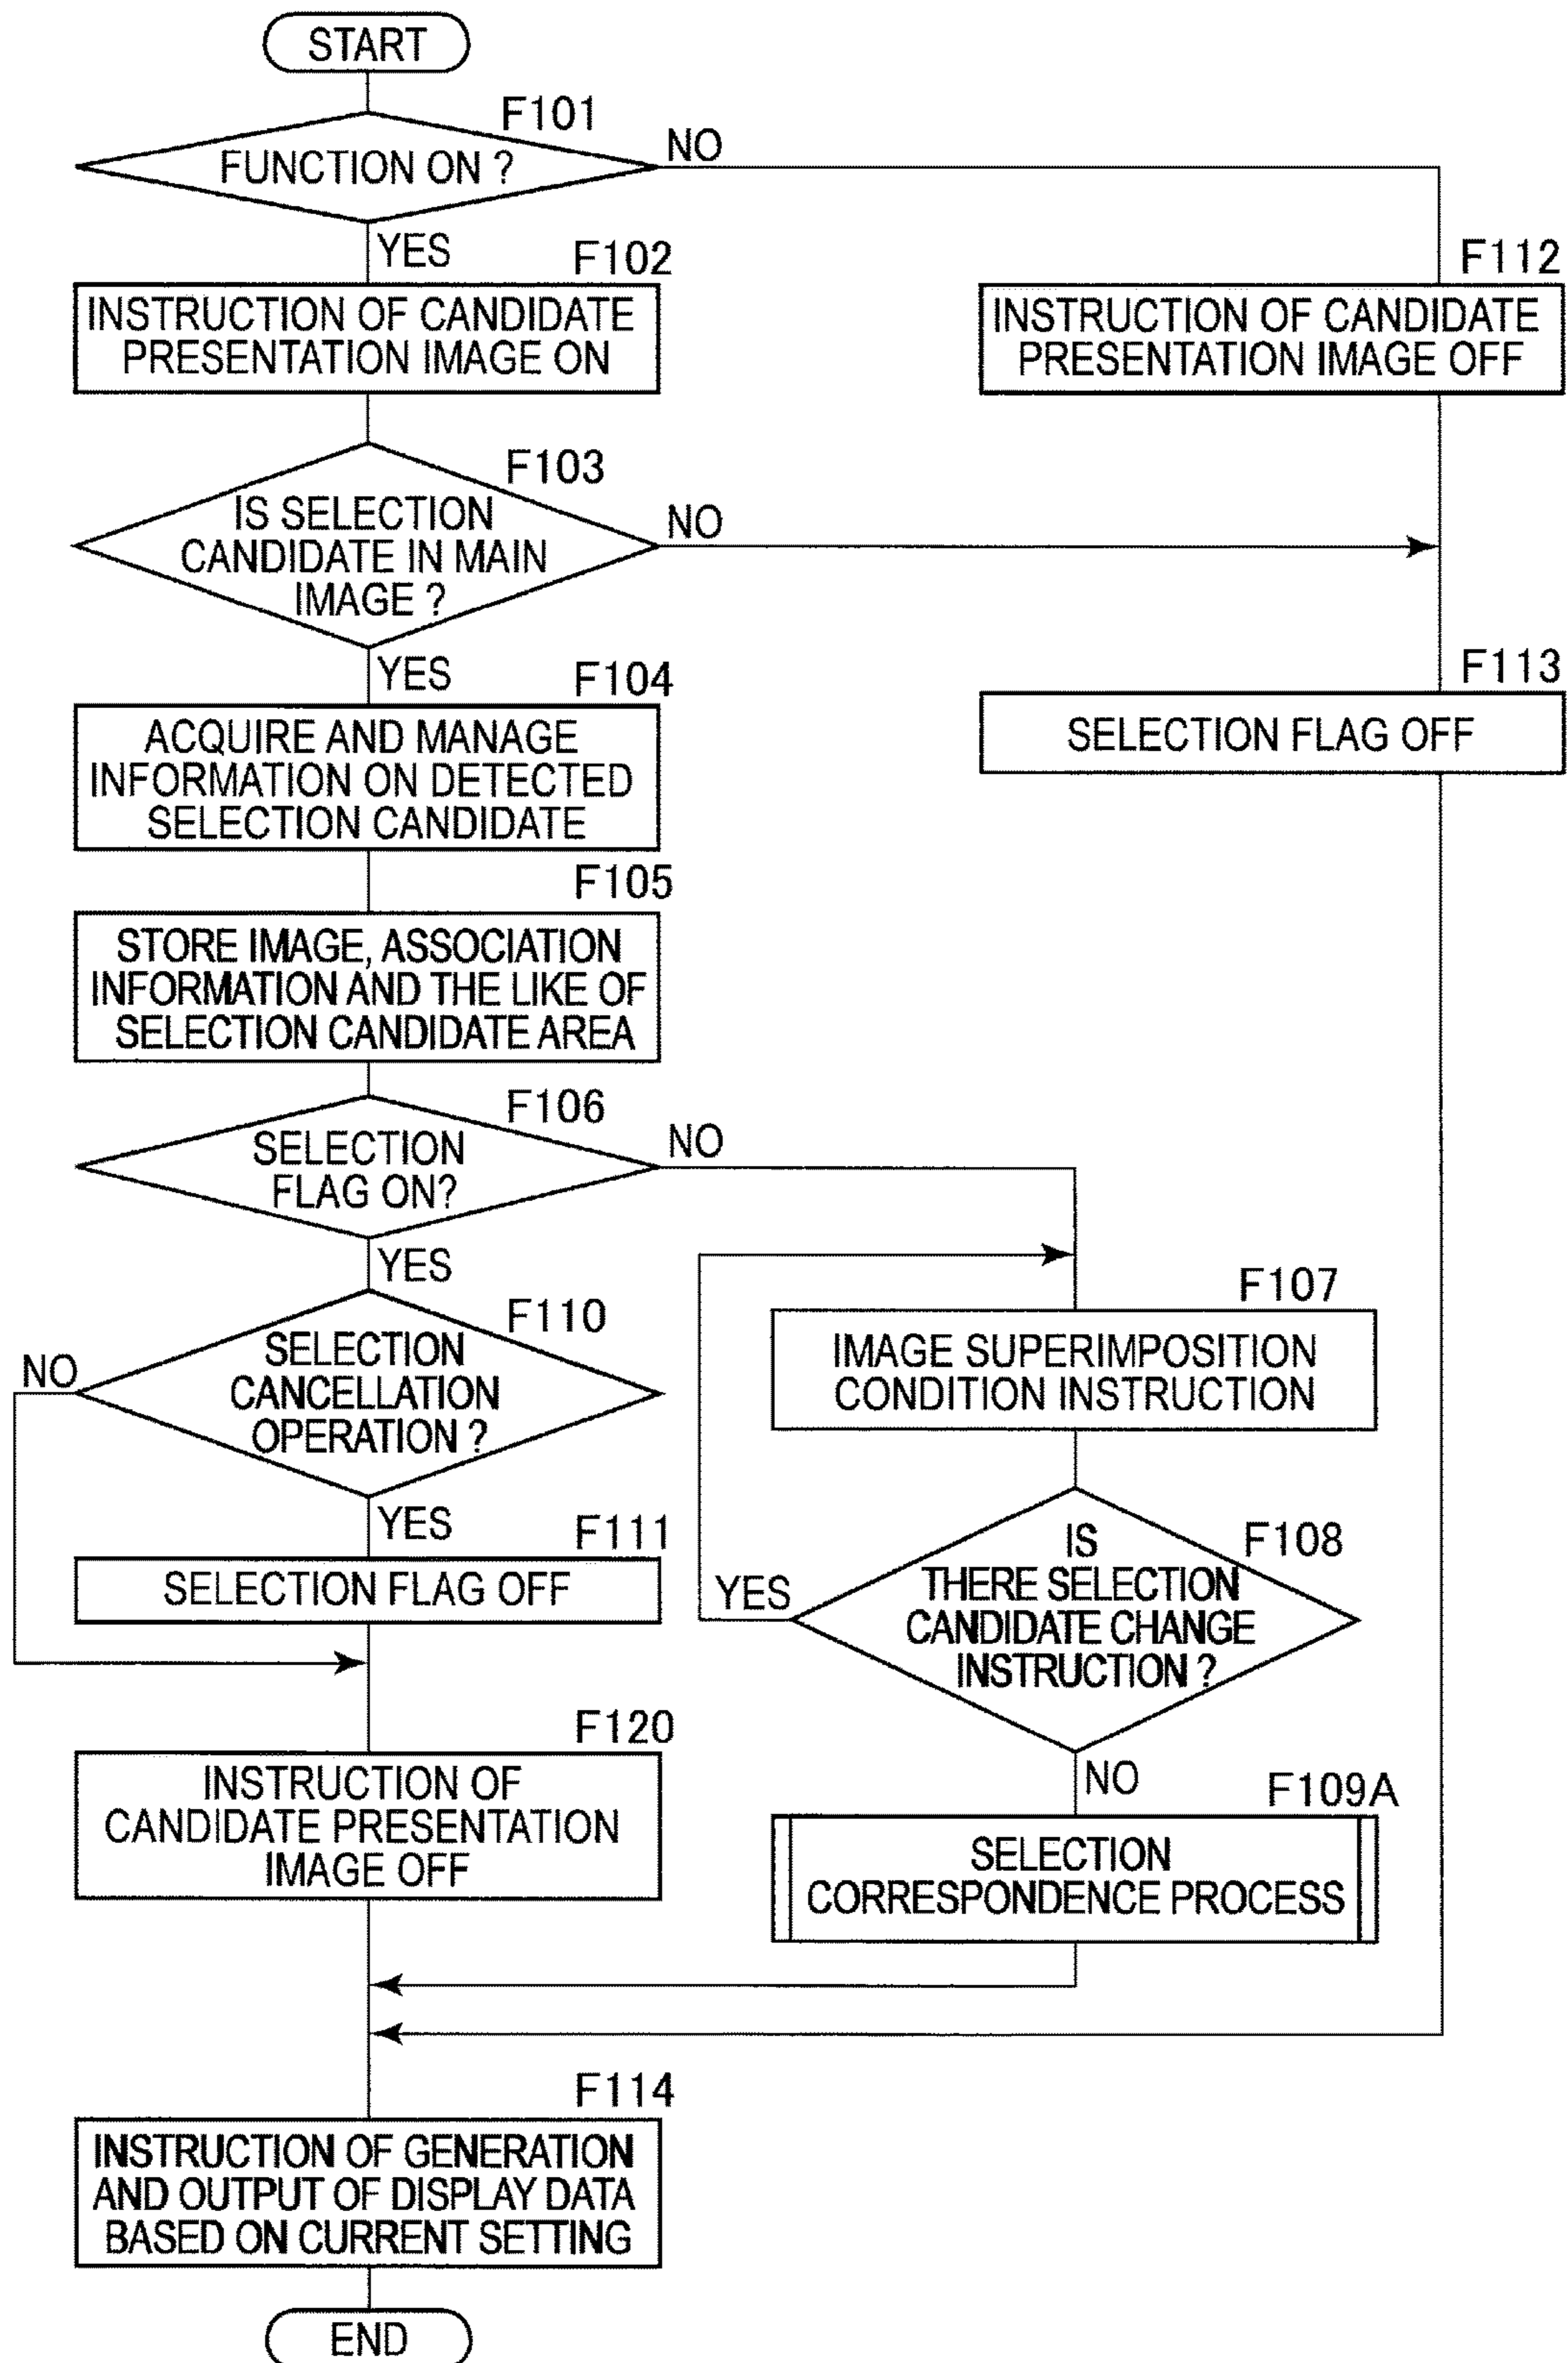 START
F101
FUNCTION ON ?
NO
YES
F102
INSTRUCTION OF CANDIDATE
PRESENTATION IMAGE ON
F112
INSTRUCTION OF CANDIDATE
PRESENTATION IMAGE OFF
F103
IS SELECTION
CANDIDATE IN MAIN
IMAGE ?
NO
YES
F104
ACQUIRE AND MANAGE
INFORMATION ON DETECTED
SELECTION CANDIDATE
F113
SELECTION FLAG OFF
F105
STORE IMAGE, ASSOCIATION
INFORMATION AND THE LIKE OF
SELECTION CANDIDATE AREA
F106
SELECTION
FLAG ON?
NO
YES
F110
SELECTION
CANCELLATION
OPERATION ?
NO
YES
F111
SELECTION FLAG OFF
F107
IMAGE SUPERIMPOSITION
CONDITION INSTRUCTION
F108
IS
THERE SELECTION
CANDIDATE CHANGE
INSTRUCTION ?
YES
NO
F120
INSTRUCTION OF
CANDIDATE PRESENTATION
IMAGE OFF
F109A
SELECTION
CORRESPONDENCE PROCESS
F114
INSTRUCTION OF GENERATION
AND OUTPUT OF DISPLAY DATA
BASED ON CURRENT SETTING
END